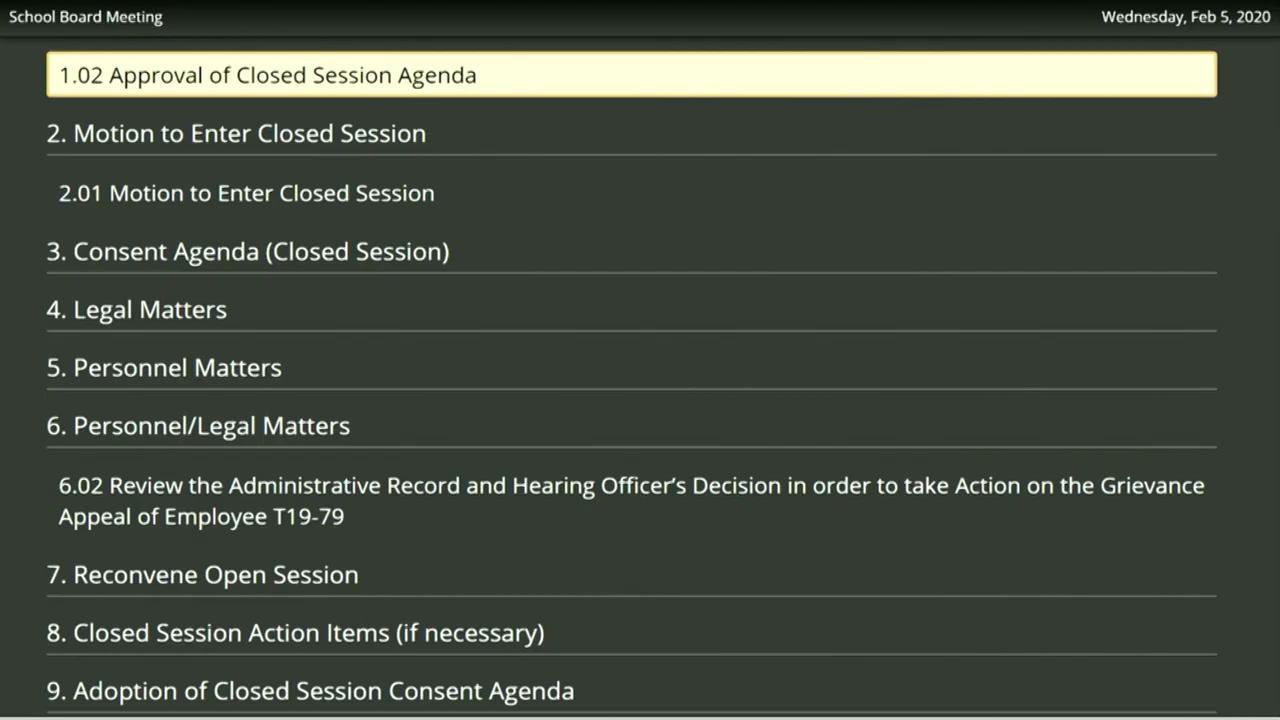 School Board Meeting
Wednesday, Feb 5, 2020
1.02 Approval of Closed Session Agenda
2. Motion to Enter Closed Session
2.01 Motion to Enter Closed Session
3. Consent Agenda (Closed Session)
4. Legal Matters
5. Personnel Matters
6. Personnel/Legal Matters
6.02 Review the Administrative Record and Hearing Officer’s Decision in order to take Action on the Grievance
Appeal of Employee T19-79
7. Reconvene Open Session
8. Closed Session Action Items (if necessary)
9. Adoption of Closed Session Consent Agenda